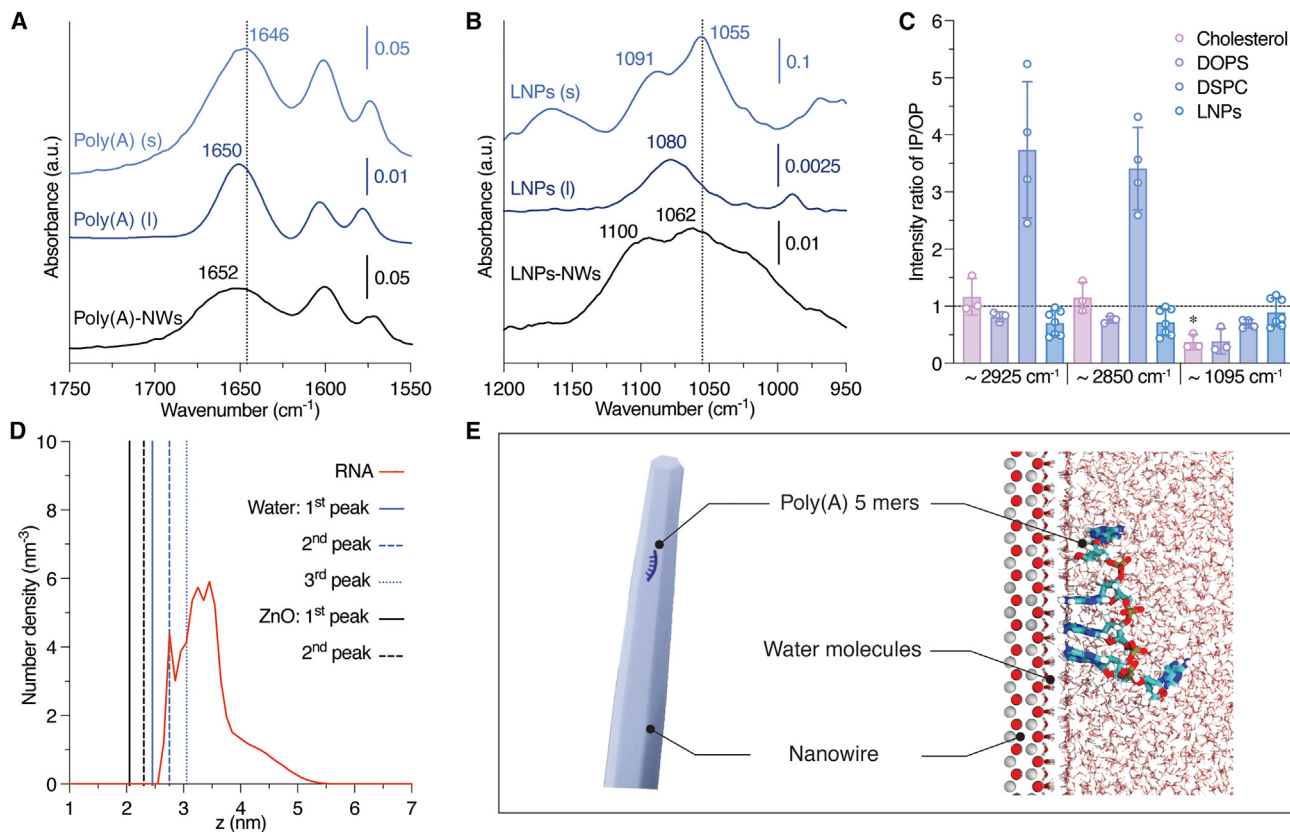 A
Absorbance (a.u.)
1646
0.05
Poly(A) (s)
1650
0.01
Poly(A) (l)
1652
0.05
Poly(A)-NWs
1750 1700 1650 1600 1550
Wavenumber (cm-1)
B
Absorbance (a.u.)
1055
1091
0.1
LNPs (s)
1080
0.0025
LNPs (l)
1062
1100
0.01
LNPs-NWs
1200 1150 1100 1050 1000 950
Wavenumber (cm-1)
C
Intensity ratio of IP/OP
6
5
4
3
2
1
0
Cholesterol
DOPS
DSPC
LNPs
*
~ 2925 cm-1 ~ 2850 cm-1 ~ 1095 cm-1
D
Number density (nm-3)
10
8
6
4
2
0
RNA
Water: 1st peak
2nd peak
3rd peak
ZnO: 1st peak
2nd peak
1 2 3 4 5 6 7
z (nm)
E
Poly(A) 5 mers
Water molecules
Nanowire